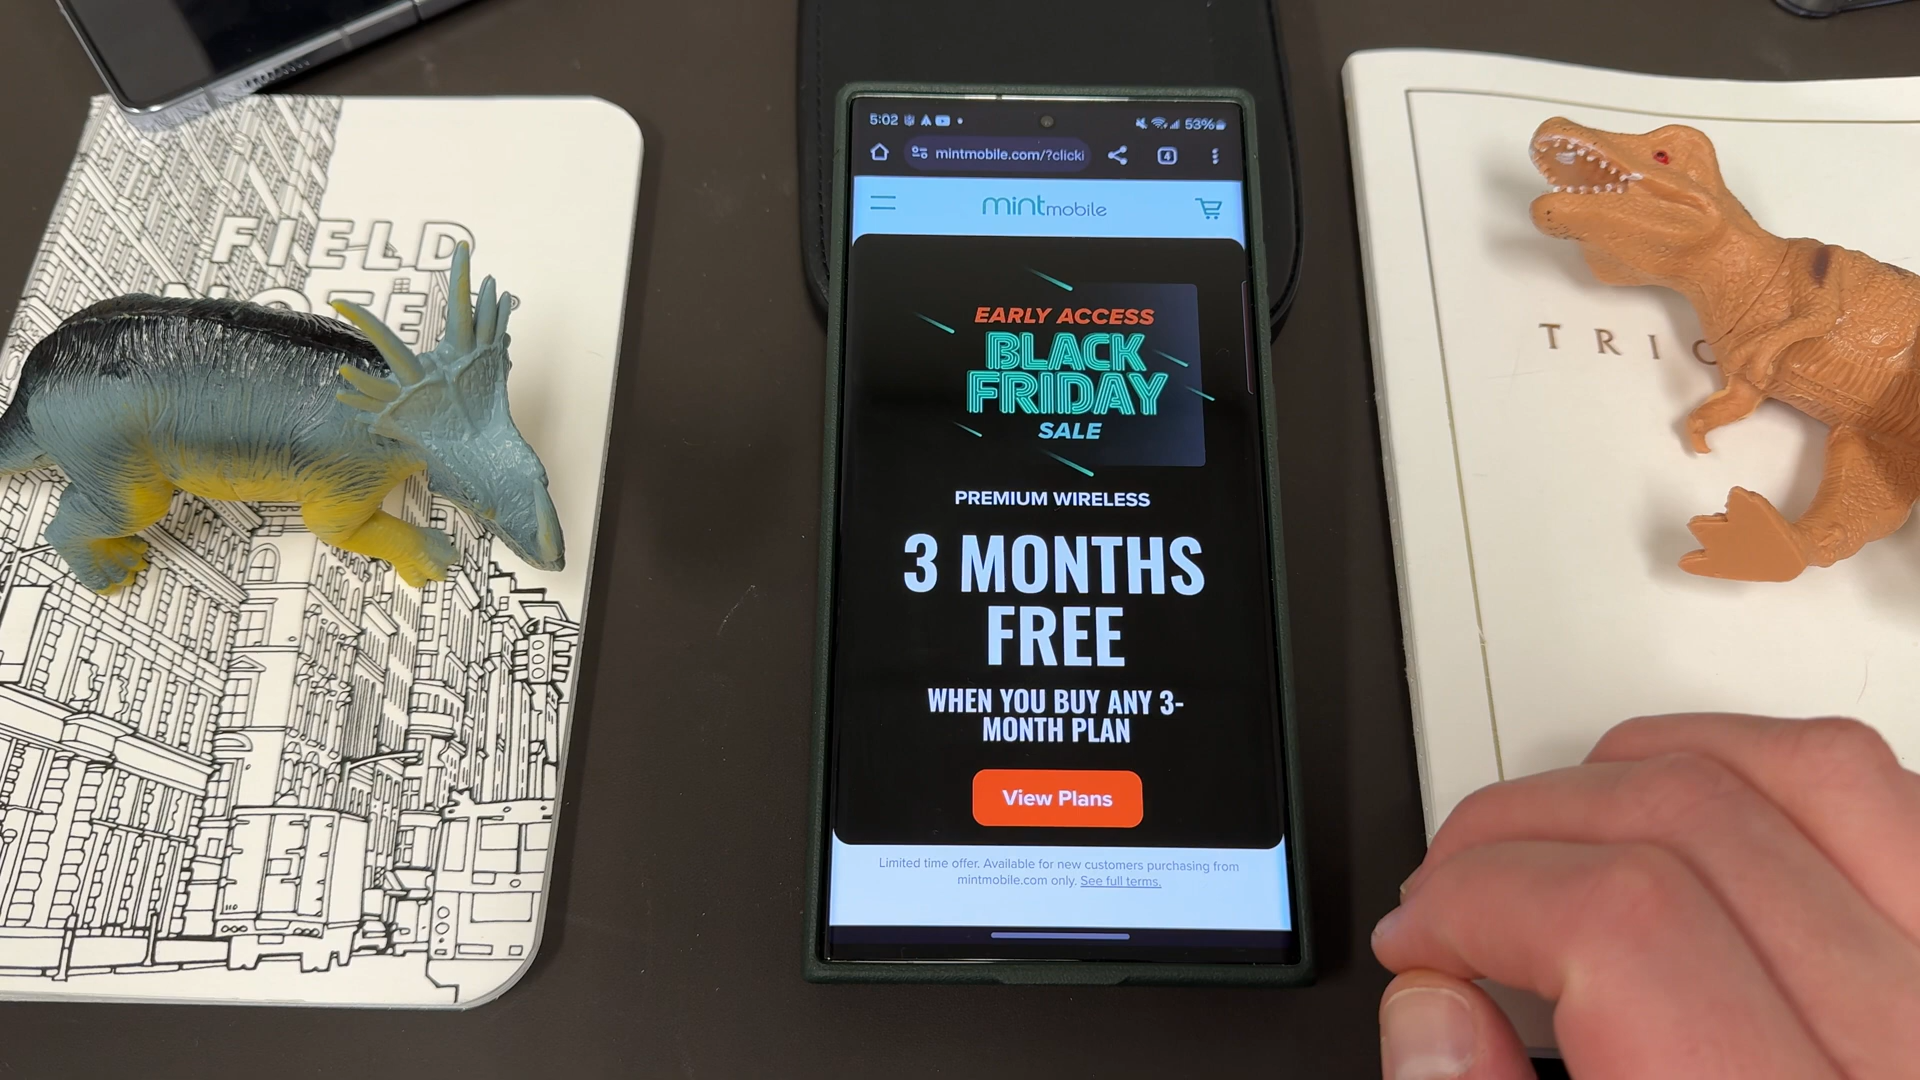 FIELD
5:02
53%
mintmobile.com/?clicki
4
mintmobile
EARLY ACCESS
BLACK
FRIDAY
SALE
PREMIUM WIRELESS
3 MONTHS
FREE
WHEN YOU BUY ANY 3-
MONTH PLAN
View Plans
Limited time offer. Available for new customers purchasing from
mintmobile.com only. See full terms.